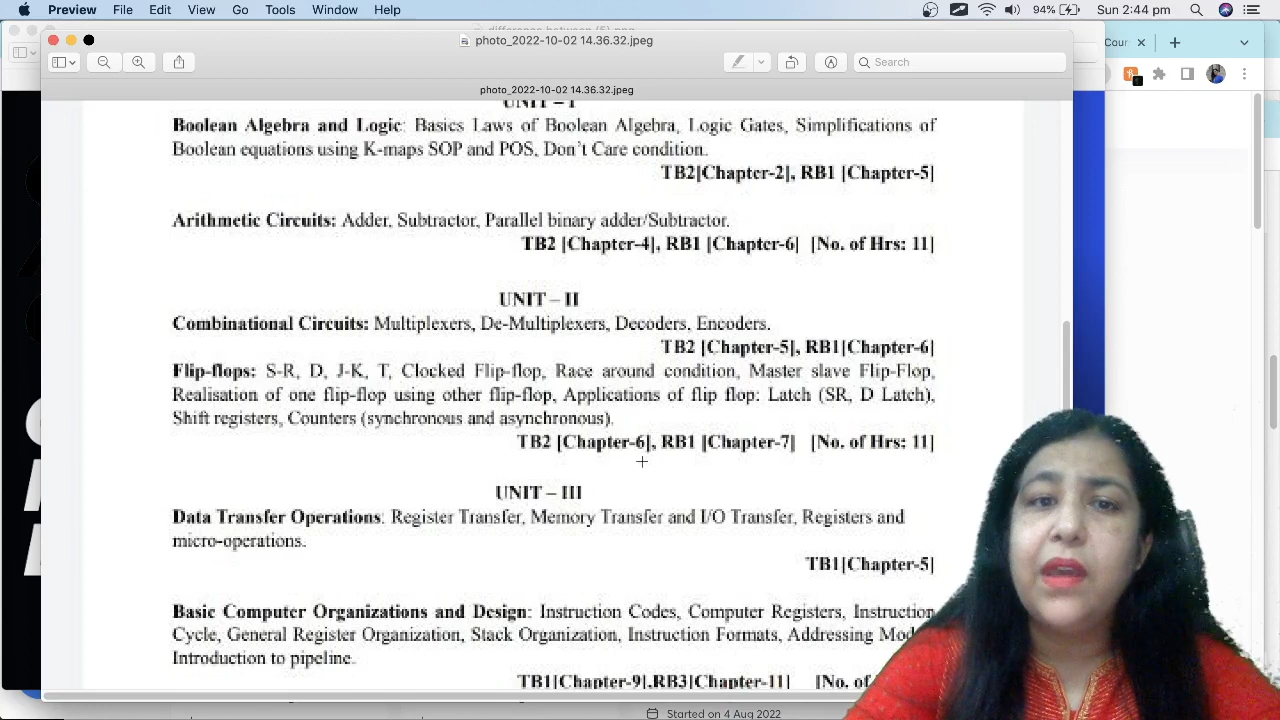 Preview File Edit View Go Tools Window Help 94% Sun 2:44 pm
photo_2022-10-02 14.36.32.jpeg
Cour
Search
photo_2022-10-02 14.36.32.jpeg
UNIT – I
Boolean Algebra and Logic: Basics Laws of Boolean Algebra, Logic Gates, Simplifications of
Boolean equations using K-maps SOP and POS, Don't Care condition.
TB2[Chapter-2], RB1 [Chapter-5]
Arithmetic Circuits: Adder, Subtractor, Parallel binary adder/Subtractor.
TB2 [Chapter-4], RB1 [Chapter-6] [No. of Hrs: 11]
UNIT – II
Combinational Circuits: Multiplexers, De-Multiplexers, Decoders, Encoders.
TB2 [Chapter-5], RB1[Chapter-6]
Flip-flops: S-R, D, J-K, T, Clocked Flip-flop, Race around condition, Master slave Flip-Flop,
Realisation of one flip-flop using other flip-flop, Applications of flip flop: Latch (SR, D Latch),
Shift registers, Counters (synchronous and asynchronous).
TB2 [Chapter-6], RB1 [Chapter-7] [No. of Hrs: 11]
UNIT – III
Data Transfer Operations: Register Transfer, Memory Transfer and I/O Transfer, Registers and
micro-operations.
TB1[Chapter-5]
Basic Computer Organizations and Design: Instruction Codes, Computer Registers, Instruction
Cycle, General Register Organization, Stack Organization, Instruction Formats, Addressing Mod
Introduction to pipeline.
TB1[Chapter-9],RB3[Chapter-11] [No. of
Started on 4 Aug 2022